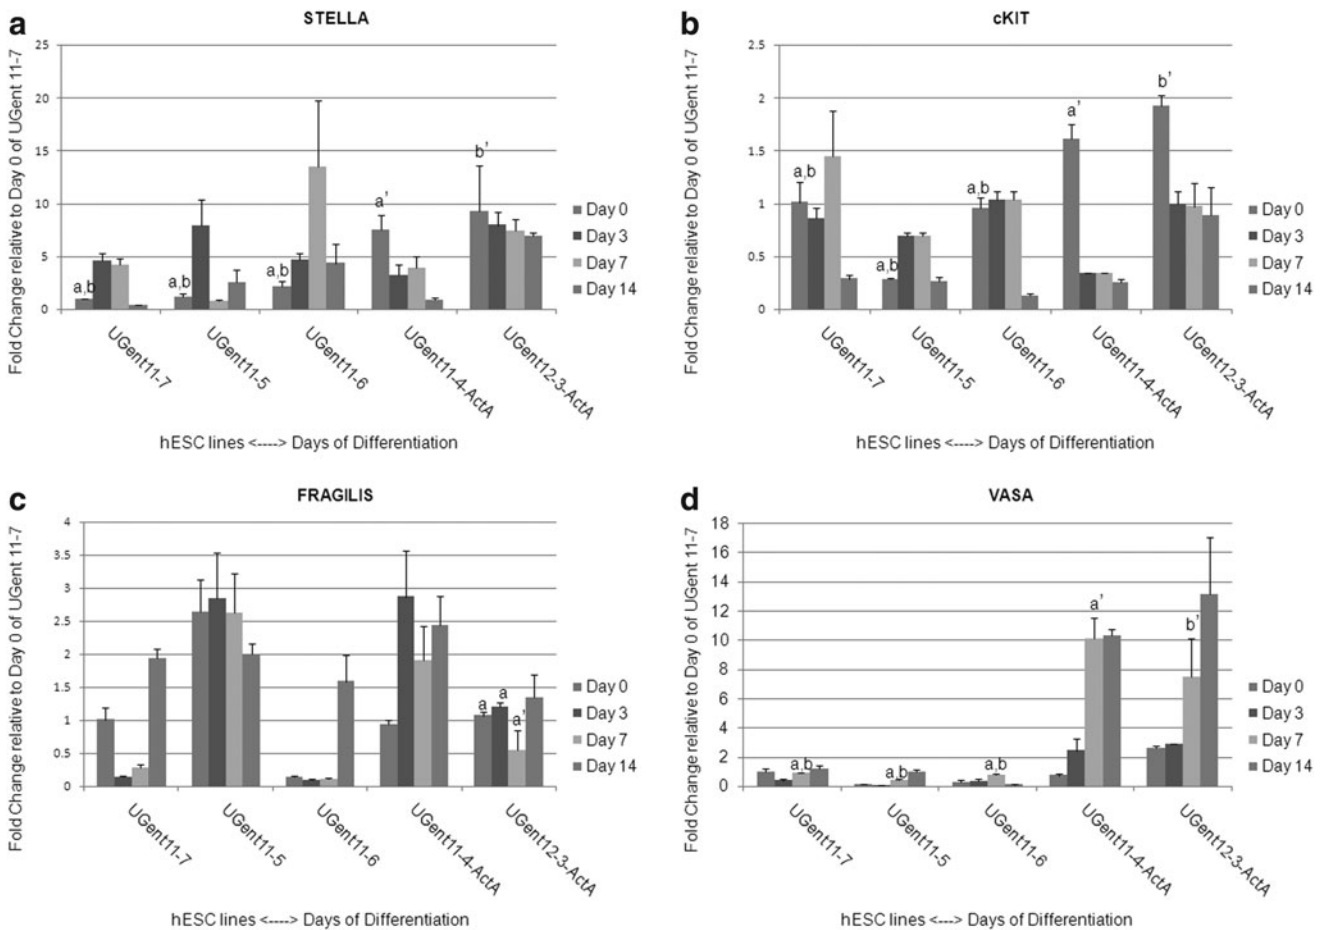 a
STELLA
Fold Change relative to Day 0 of UGent 11-7
25
20
15
10
5
0
a,b
a,b
a,b
a'
b'
Day 0
Day 3
Day 7
Day 14
UGent11-7
UGent11-5
UGent11-6
UGent11-4-ActA
UGent12-3-ActA
hESC lines <----> Days of Differentiation
b
cKIT
Fold Change relative to Day 0 of UGent 11-7
2.5
2
1.5
1
0.5
0
a,b
a,b
a,b
a'
b'
Day 0
Day 3
Day 7
Day 14
UGent11-7
UGent11-5
UGent11-6
UGent11-4-ActA
UGent12-3-ActA
hESC lines <----> Days of Differentiation
c
FRAGILIS
Fold Change relative to Day 0 of UGent 11-7
4
3.5
3
2.5
2
1.5
1
0.5
0
a
a
a'
Day 0
Day 3
Day 7
Day 14
UGent11-7
UGent11-5
UGent11-6
UGent11-4-ActA
UGent12-3-ActA
hESC lines <----> Days of Differentiation
d
VASA
Fold Change relative to Day 0 of UGent 11-7
18
16
14
12
10
8
6
4
2
0
a,b
a,b
a,b
a'
b'
Day 0
Day 3
Day 7
Day 14
UGent11-7
UGent11-5
UGent11-6
UGent11-4-ActA
UGent12-3-ActA
hESC lines <---> Days of Differentiation